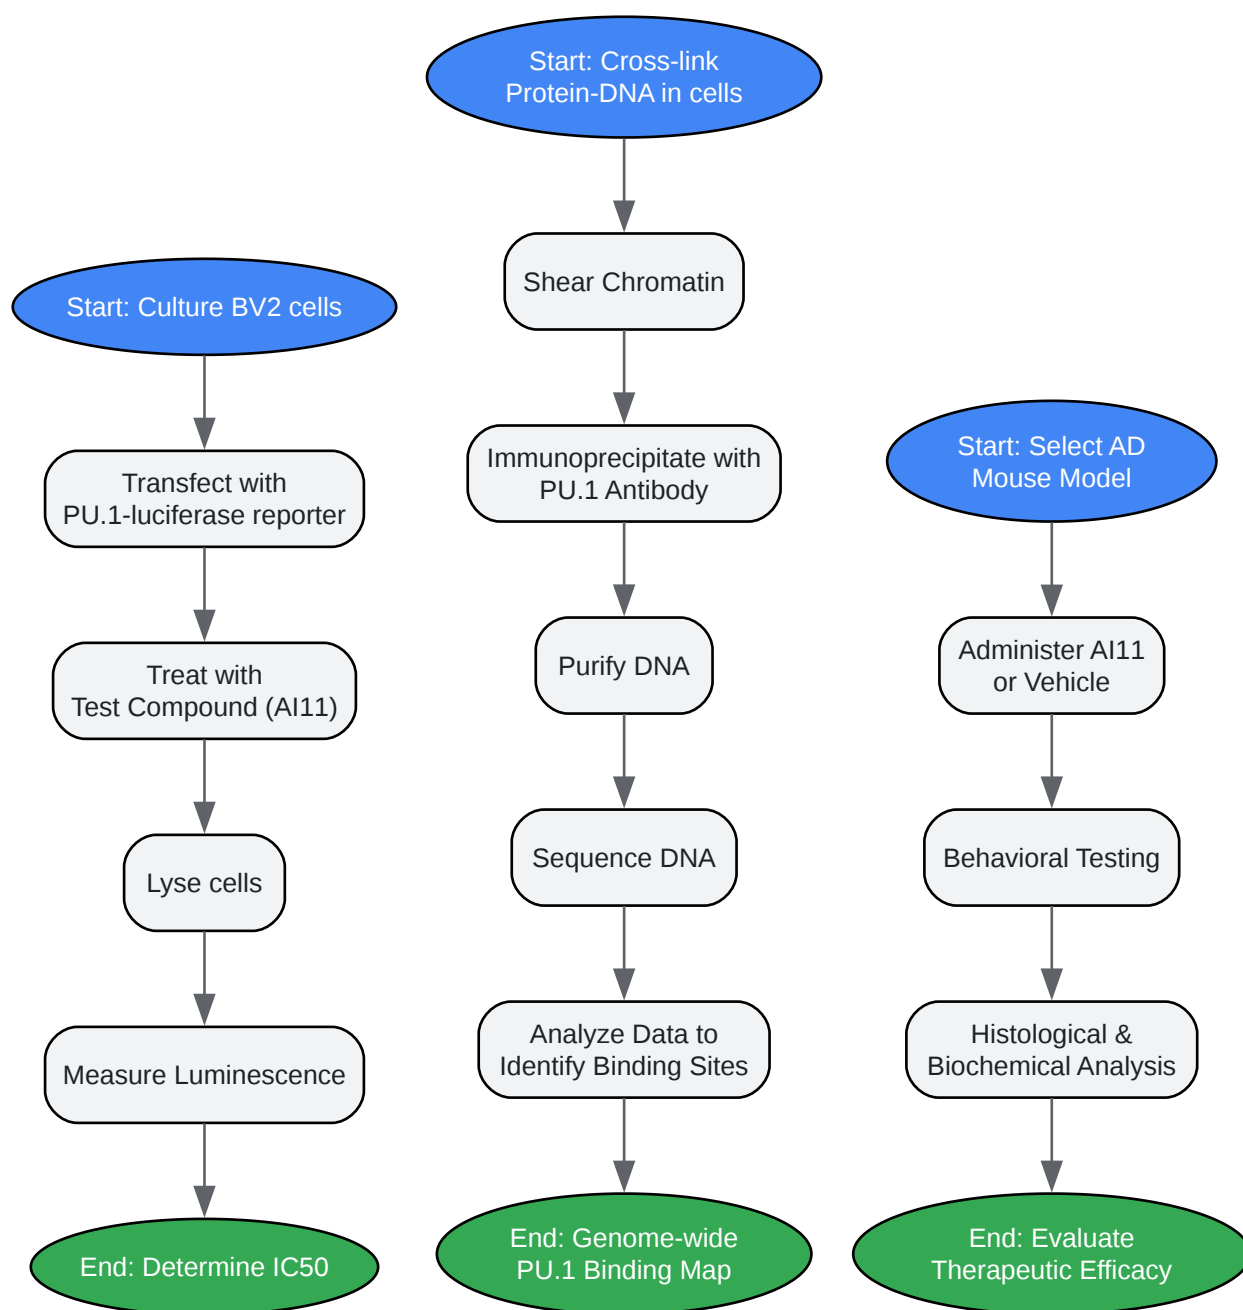 Start: Culture BV2 cells
Transfect with
PU.1-luciferase reporter
Treat with
Test Compound (AI11)
Lyse cells
Measure Luminescence
End: Determine IC50
Start: Cross-link
Protein-DNA in cells
Shear Chromatin
Immunoprecipitate with
PU.1 Antibody
Purify DNA
Sequence DNA
Analyze Data to
Identify Binding Sites
End: Genome-wide
PU.1 Binding Map
Start: Select AD
Mouse Model
Administer AI11
or Vehicle
Behavioral Testing
Histological &
Biochemical Analysis
End: Evaluate
Therapeutic Efficacy